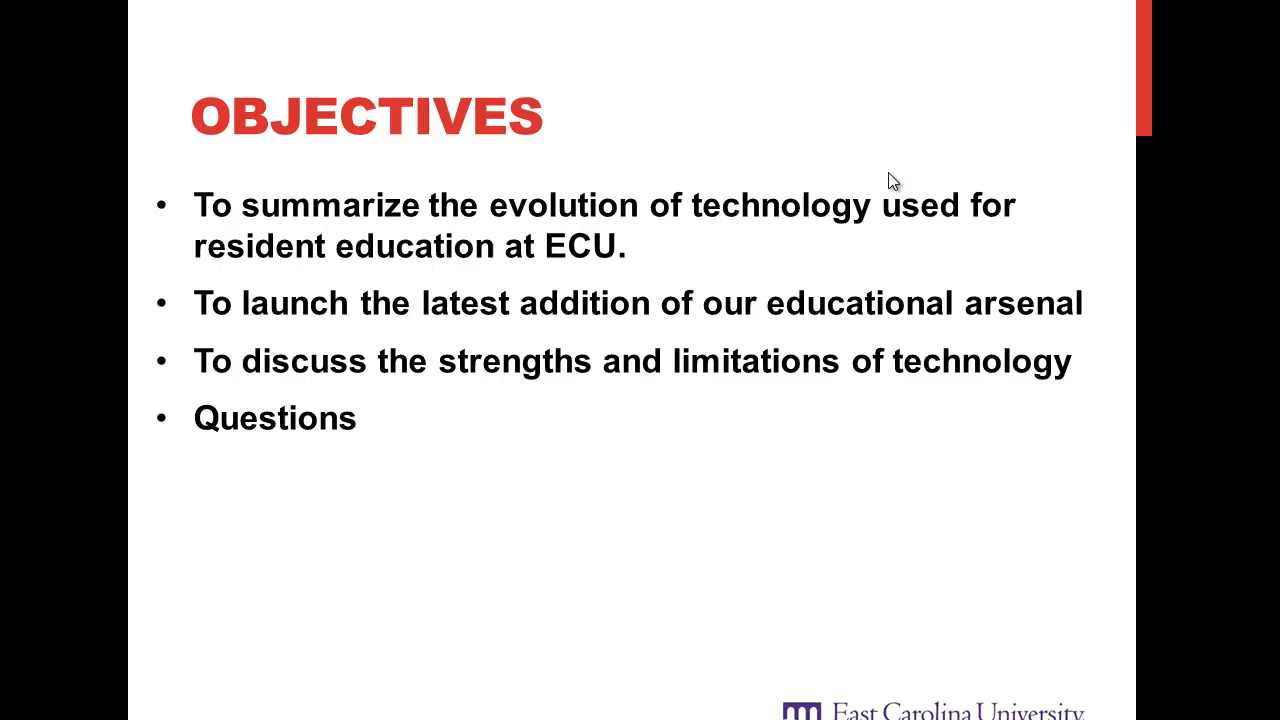 OBJECTIVES
• To summarize the evolution of technology used for
resident education at ECU.
• To launch the latest addition of our educational arsenal
• To discuss the strengths and limitations of technology
• Questions
East Carolina University